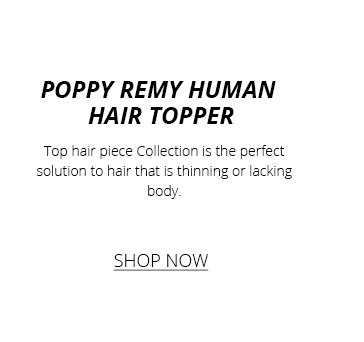 POPPY REMY HUMAN
HAIR TOPPER
Top hair piece Collection is the perfect
solution to hair that is thinning or lacking
body.
SHOP NOW